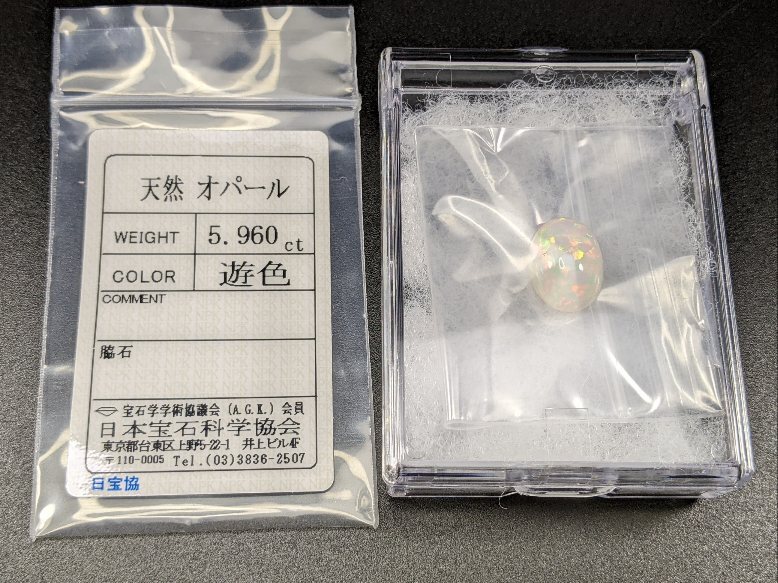 天然 オパール
WEIGHT 5.960 ct
COLOR 遊色
COMMENT
脇石
宝石学学術協議会 (A.G.K.) 会員
日本宝石科学協会
東京都台東区上野5-22-1 井上ビル4F
〒110-0005 Tel.(03)3836-2507
日宝協